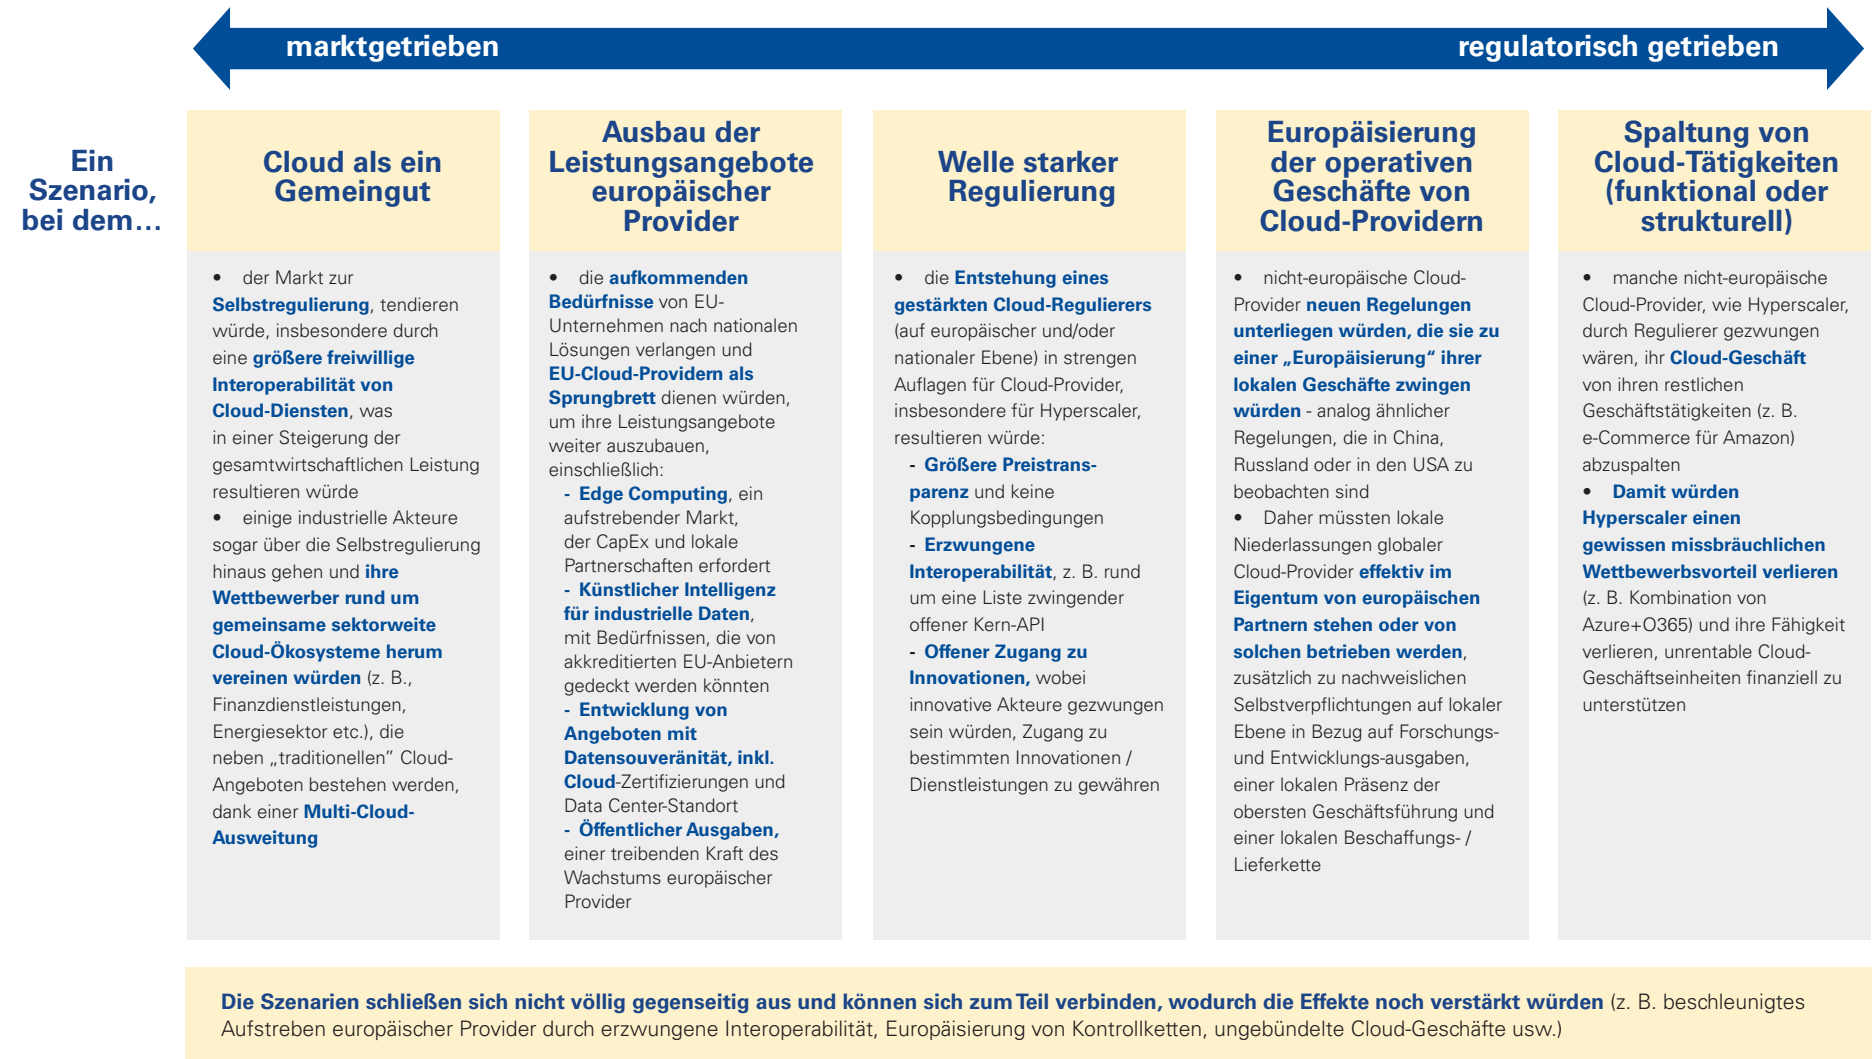 marktgetrieben
regulatorisch getrieben
Ein
Szenario,
bei dem…
Cloud als ein
Gemeingut
• der Markt zur
Selbstregulierung, tendieren
würde, insbesondere durch
eine größere freiwillige
Interoperabilität von
Cloud-Diensten, was
in einer Steigerung der
gesamtwirtschaftlichen Leistung
resultieren würde
• einige industrielle Akteure
sogar über die Selbstregulierung
hinaus gehen und ihre
Wettbewerber rund um
gemeinsame sektorweite
Cloud-Ökosysteme herum
vereinen würden (z. B.,
Finanzdienstleistungen,
Energiesektor etc.), die
neben „traditionellen” Cloud-
Angeboten bestehen werden,
dank einer Multi-Cloud-
Ausweitung
Ausbau der
Leistungsangebote
europäischer
Provider
• die aufkommenden
Bedürfnisse von EU-
Unternehmen nach nationalen
Lösungen verlangen und
EU-Cloud-Providern als
Sprungbrett dienen würden,
um ihre Leistungsangebote
weiter auszubauen,
einschließlich:
- Edge Computing, ein
aufstrebender Markt,
der CapEx und lokale
Partnerschaften erfordert
- Künstlicher Intelligenz
für industrielle Daten,
mit Bedürfnissen, die von
akkreditierten EU-Anbietern
gedeckt werden könnten
- Entwicklung von
Angeboten mit
Datensouveränität, inkl.
Cloud-Zertifizierungen und
Data Center-Standort
- Öffentlicher Ausgaben,
einer treibenden Kraft des
Wachstums europäischer
Provider
Welle starker
Regulierung
• die Entstehung eines
gestärkten Cloud-Regulierers
(auf europäischer und/oder
nationaler Ebene) in strengen
Auflagen für Cloud-Provider,
insbesondere für Hyperscaler,
resultieren würde:
- Größere Preistrans-
parenz und keine
Kopplungsbedingungen
- Erzwungene
Interoperabilität, z. B. rund
um eine Liste zwingender
offener Kern-API
- Offener Zugang zu
Innovationen, wobei
innovative Akteure gezwungen
sein würden, Zugang zu
bestimmten Innovationen /
Dienstleistungen zu gewähren
Europäisierung
der operativen
Geschäfte von
Cloud-Providern
• nicht-europäische Cloud-
Provider neuen Regelungen
unterliegen würden, die sie zu
einer „Europäisierung“ ihrer
lokalen Geschäfte zwingen
würden - analog ähnlicher
Regelungen, die in China,
Russland oder in den USA zu
beobachten sind
• Daher müssten lokale
Niederlassungen globaler
Cloud-Provider effektiv im
Eigentum von europäischen
Partnern stehen oder von
solchen betrieben werden,
zusätzlich zu nachweislichen
Selbstverpflichtungen auf lokaler
Ebene in Bezug auf Forschungs-
und Entwicklungs-ausgaben,
einer lokalen Präsenz der
obersten Geschäftsführung und
einer lokalen Beschaffungs- /
Lieferkette
Spaltung von
Cloud-Tätigkeiten
(funktional oder
strukturell)
• manche nicht-europäische
Cloud-Provider, wie Hyperscaler,
durch Regulierer gezwungen
wären, ihr Cloud-Geschäft
von ihren restlichen
Geschäftstätigkeiten (z. B.
e-Commerce für Amazon)
abzuspalten
• Damit würden
Hyperscaler einen
gewissen missbräuchlichen
Wettbewerbsvorteil verlieren
(z. B. Kombination von
Azure+O365) und ihre Fähigkeit
verlieren, unrentable Cloud-
Geschäftseinheiten finanziell zu
unterstützen
Die Szenarien schließen sich nicht völlig gegenseitig aus und können sich zum Teil verbinden, wodurch die Effekte noch verstärkt würden (z. B. beschleunigtes
Aufstreben europäischer Provider durch erzwungene Interoperabilität, Europäisierung von Kontrollketten, ungebündelte Cloud-Geschäfte usw.)